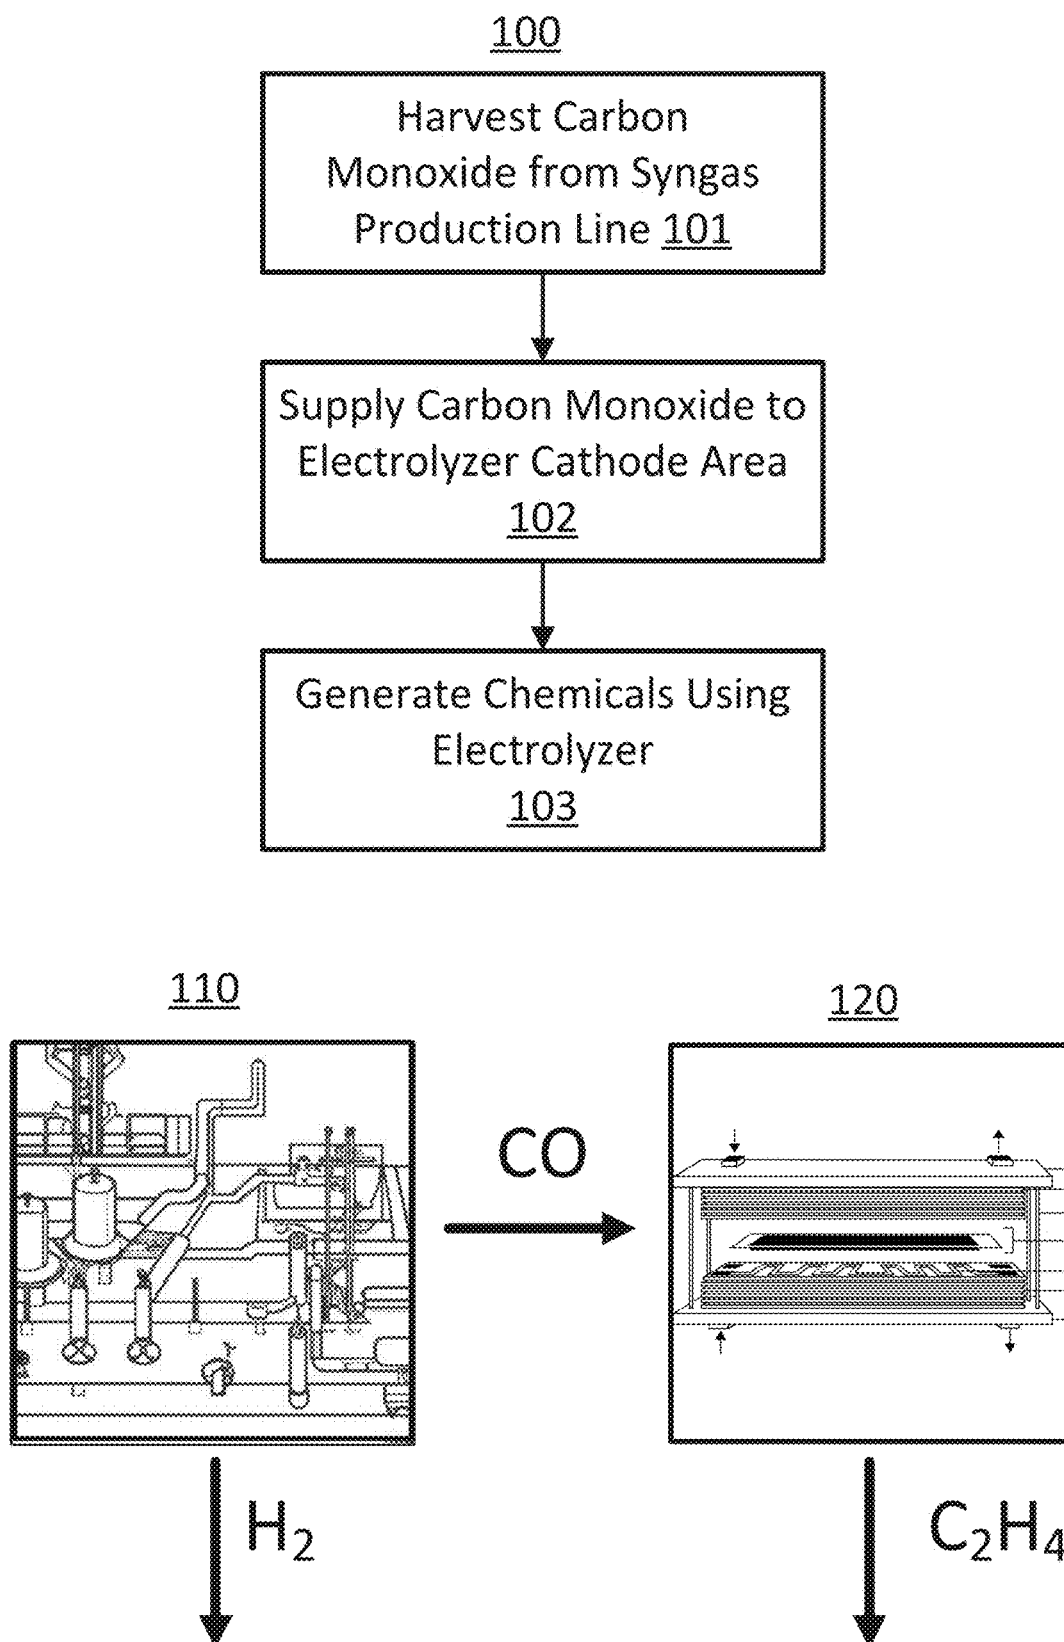 100
Harvest Carbon
Monoxide from Syngas
Production Line 101
Supply Carbon Monoxide to
Electrolyzer Cathode Area
102
Generate Chemicals Using
Electrolyzer
103
110
120
CO
H₂
C₂H₄